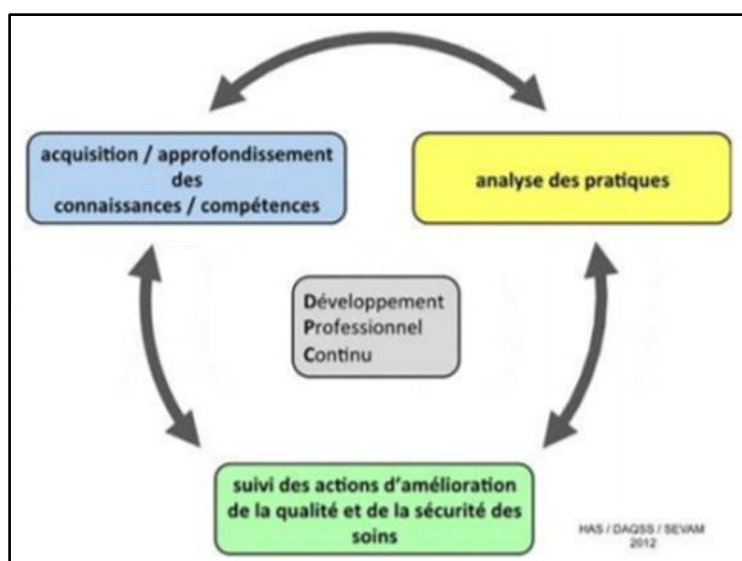 acquisition / approfondissement
des
connaissances / compétences
analyse des pratiques
Développement
Professionnel
Continu
suivi des actions d'amélioration
de la qualité et de la sécurité des
soins
HAS / DAQSS / SEVAM
2012